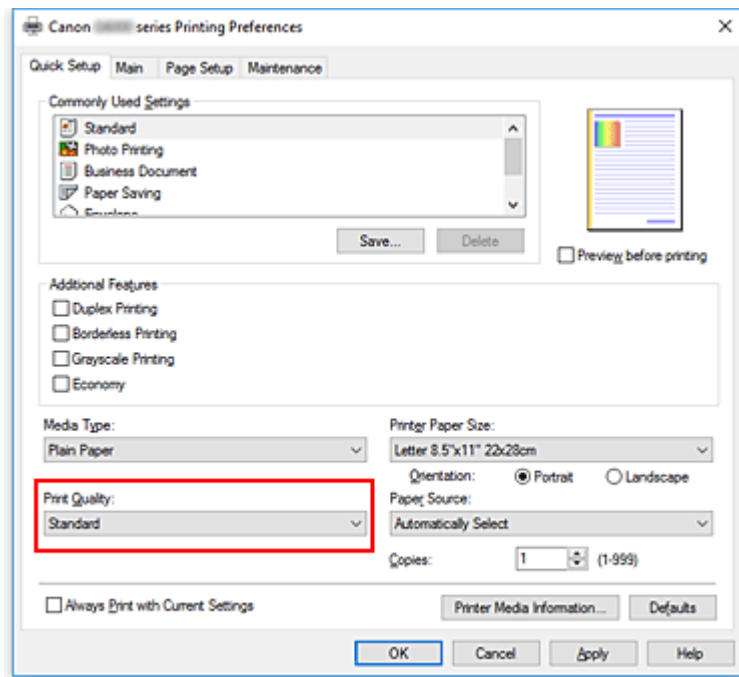 Canon series Printing Preferences
Quick Setup Main Page Setup Maintenance
Commonly Used Settings
Standard
Photo Printing
Business Document
Paper Saving
Envelope
Save... Delete
Preview before printing
Additional Features
Duplex Printing
Borderless Printing
Grayscale Printing
Economy
Media Type:
Plain Paper
Printer Paper Size:
Letter 8.5"x11" 22x28cm
Orientation: Portrait Landscape
Print Quality:
Standard
Paper Source:
Automatically Select
Copies: 1 (1-999)
Always Print with Current Settings
Printer Media Information... Defaults
OK Cancel Apply Help